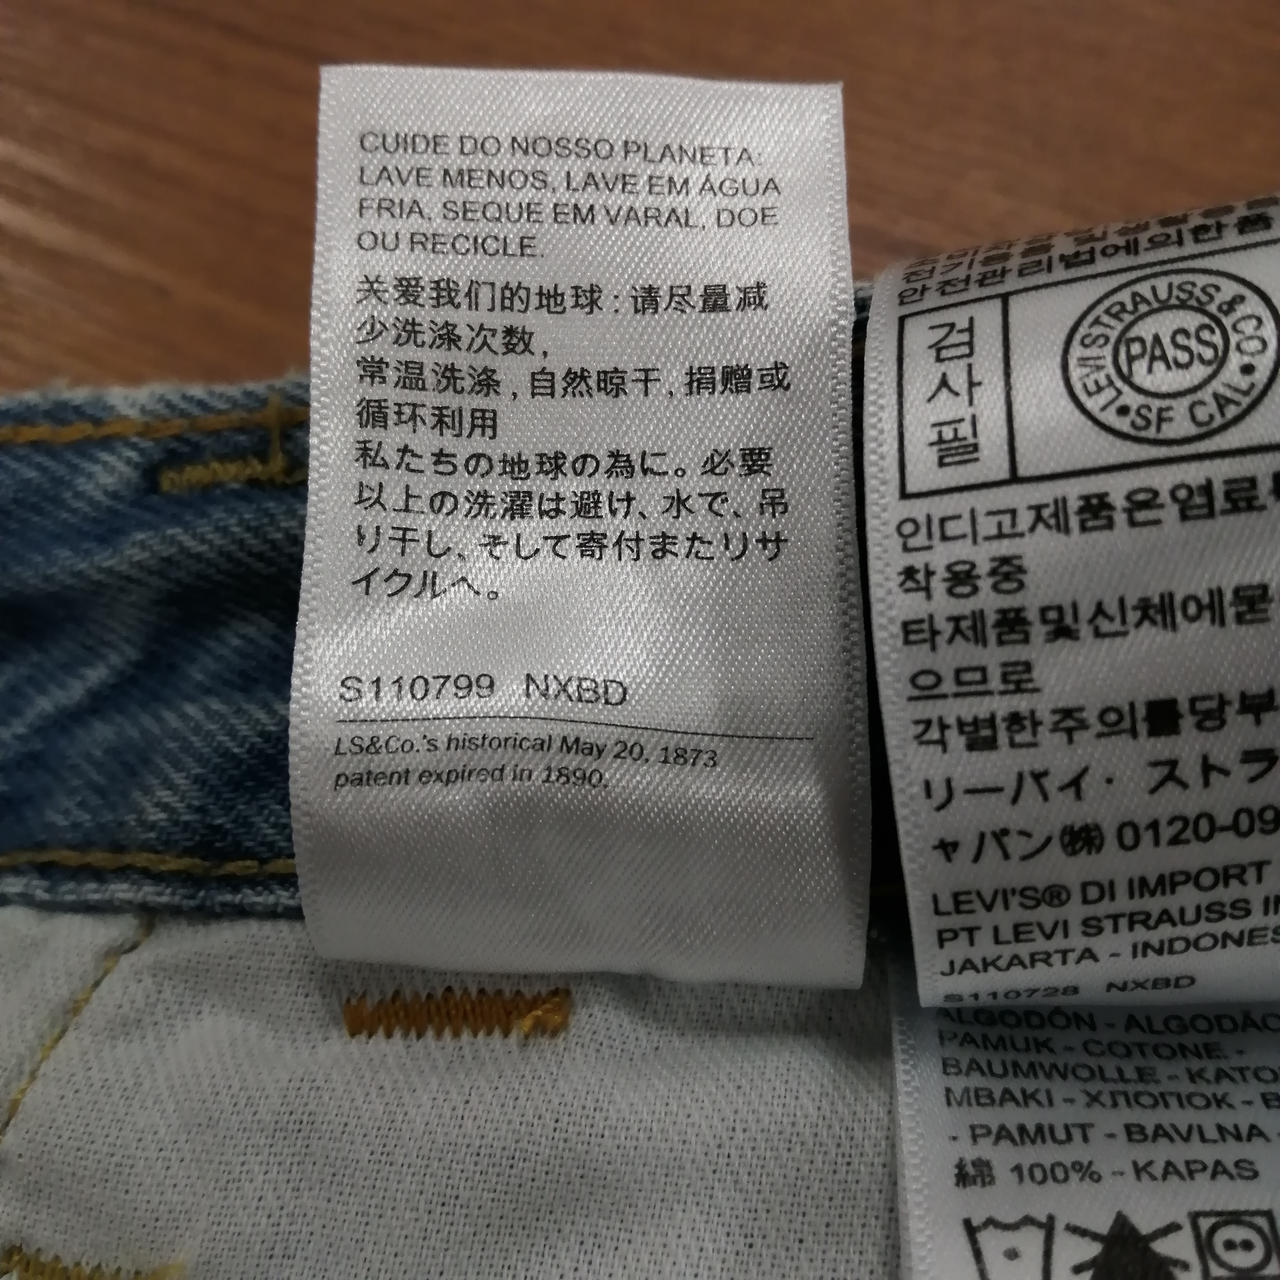 CUIDE DO NOSSO PLANETA:
LAVE MENOS, LAVE EM ÁGUA
FRIA, SEQUE EM VARAL, DOE
OU RECICLE.
关爱我们的地球：请尽量减
少洗涤次数，
常温洗涤，自然晾干，捐赠或
循环利用
私たちの地球の為に。必要
以上の洗濯は避け、水で、吊
り干し、そして寄付またリサ
イクルへ。
S110799 NXBD
LS&Co.'s historical May 20, 1873
patent expired in 1890.
안전관리법에의한품
검사필
LEVI STRAUSS & CO
PASS
SF CAL
인디고제품은염료
착용중
타제품및신체에묻
으므로
각별한주의를당부
リーバイ・ストラ
ャパン㈱ 0120-09
LEVI'S® DI IMPORT
PT LEVI STRAUSS IN
JAKARTA - INDONES
S110728 NXBD
ALGODÓN - ALGODÃO
PAMUK - COTONE -
BAUMWOLLE - KATO
MBAKI - ХЛОПОК - B
- PAMUT - BAVLNA
綿 100% - KAPAS